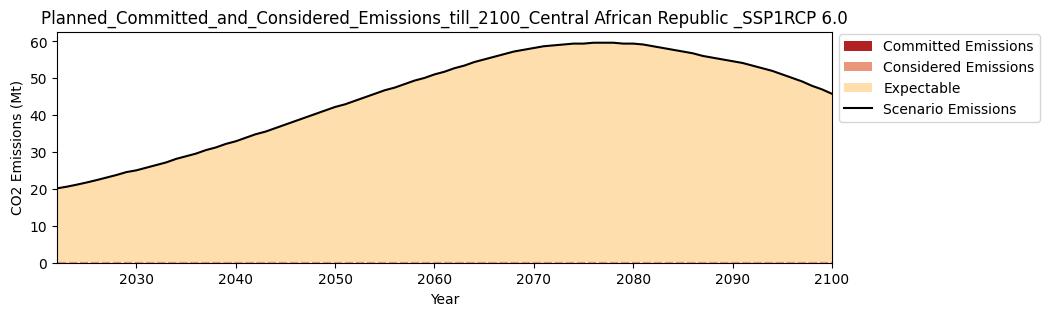 Planned_Committed_and_Considered_Emissions_till_2100_Central African Republic _SSP1RCP 6.0
Committed Emissions
Considered Emissions
Expectable
Scenario Emissions
CO2 Emissions (Mt)
60
50
40
30
20
10
0
2030 2040 2050 2060 2070 2080 2090 2100
Year